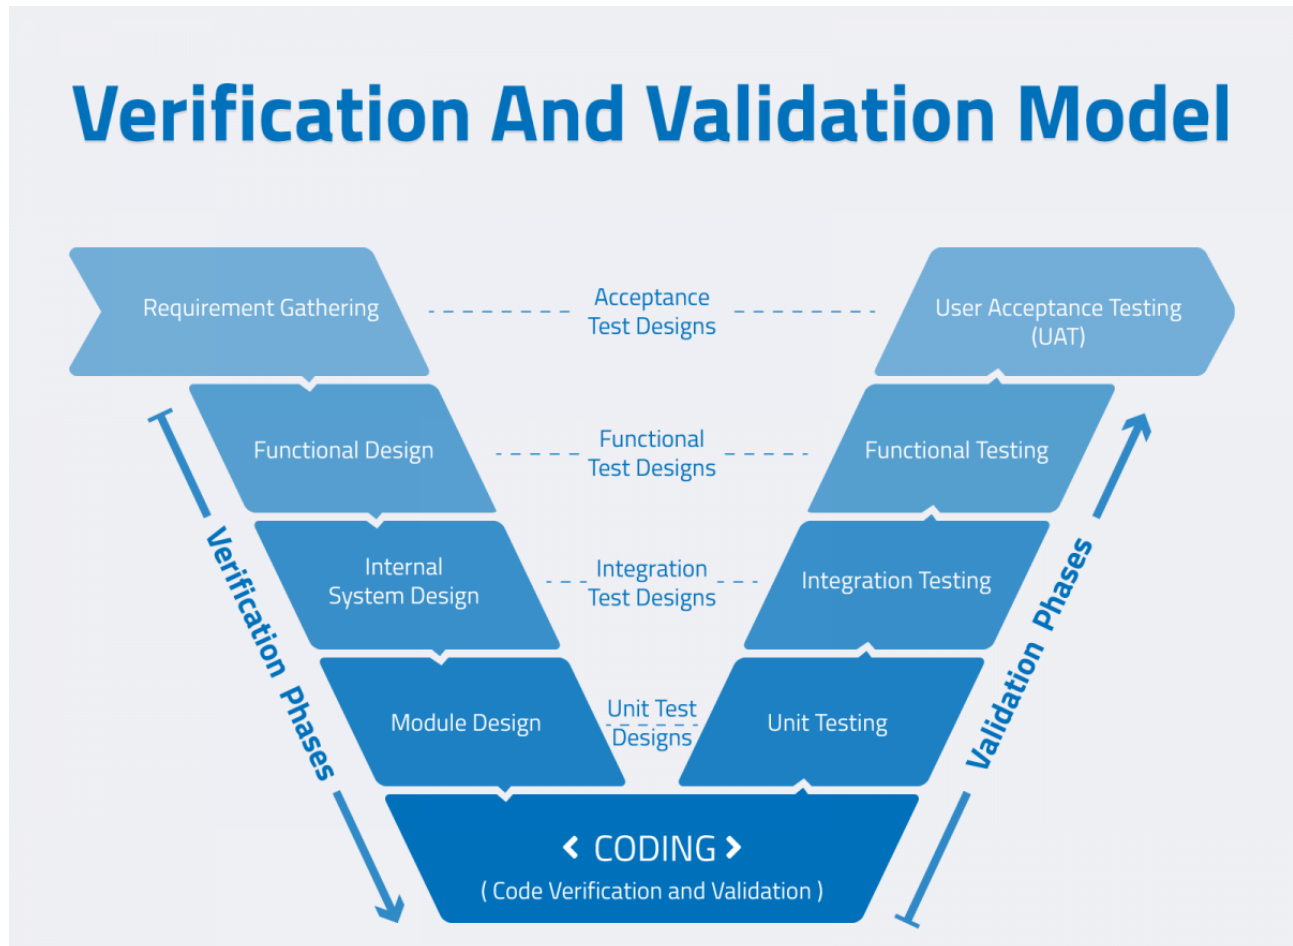 Verification And Validation Model
Requirement Gathering
Acceptance
Test Designs
User Acceptance Testing
(UAT)
Functional Design
Functional
Test Designs
Functional Testing
Internal
System Design
Integration
Test Designs
Integration Testing
Module Design
Unit Test
Designs
Unit Testing
Verification Phases
Validation Phases
< CODING >
( Code Verification and Validation )